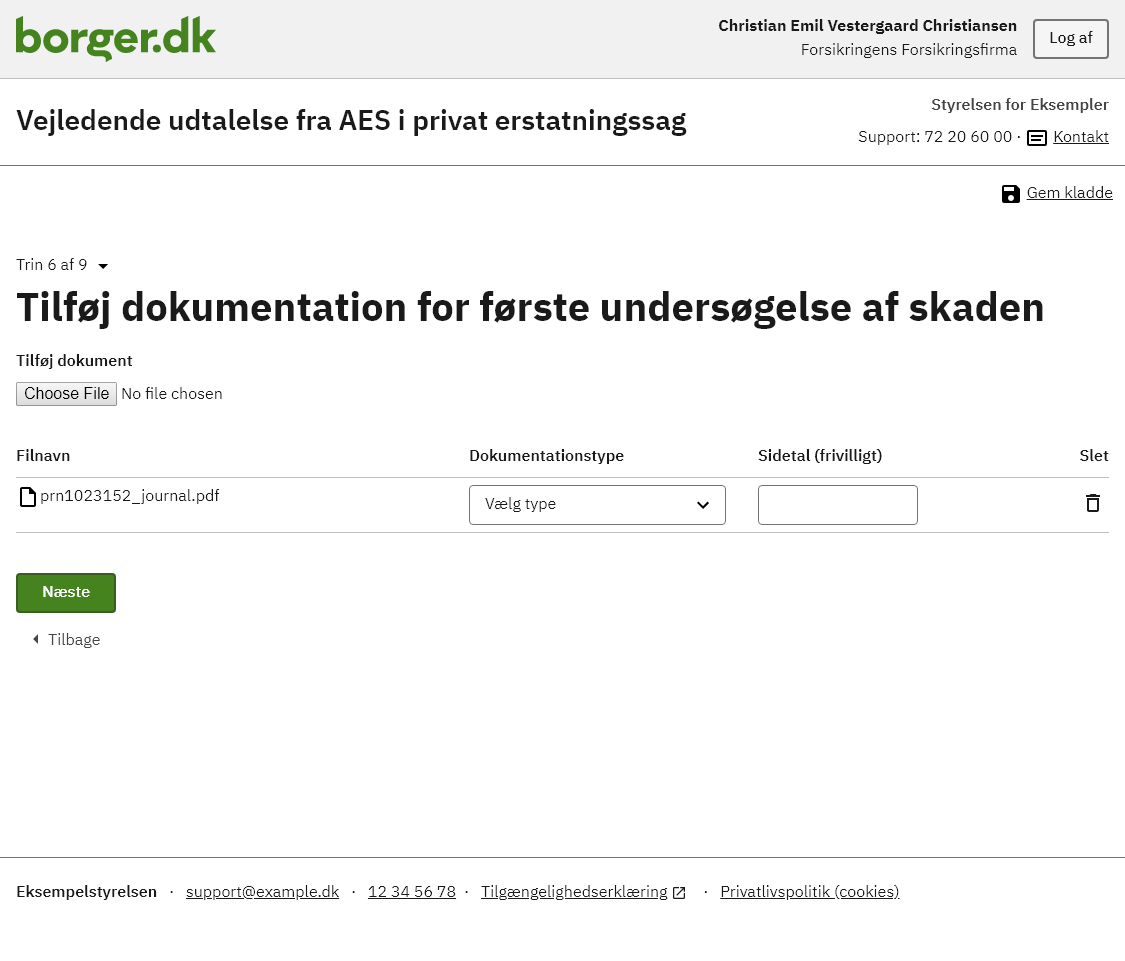 borger.dk
Christian Emil Vestergaard Christiansen
Forsikringens Forsikringsfirma
Log af
Vejledende udtalelse fra AES i privat erstatningssag
Styrelsen for Eksempler
Support: 72 20 60 00 · Kontakt
Gem kladde
Trin 6 af 9
Tilføj dokumentation for første undersøgelse af skaden
Tilføj dokument
Choose File No file chosen
Filnavn Dokumentationstype Sidetal (frivilligt) Slet
prn1023152_journal.pdf Vælg type
Næste
Tilbage
Eksempelstyrelsen · support@example.dk · 12 34 56 78 · Tilgængelighedserklæring · Privatlivspolitik (cookies)